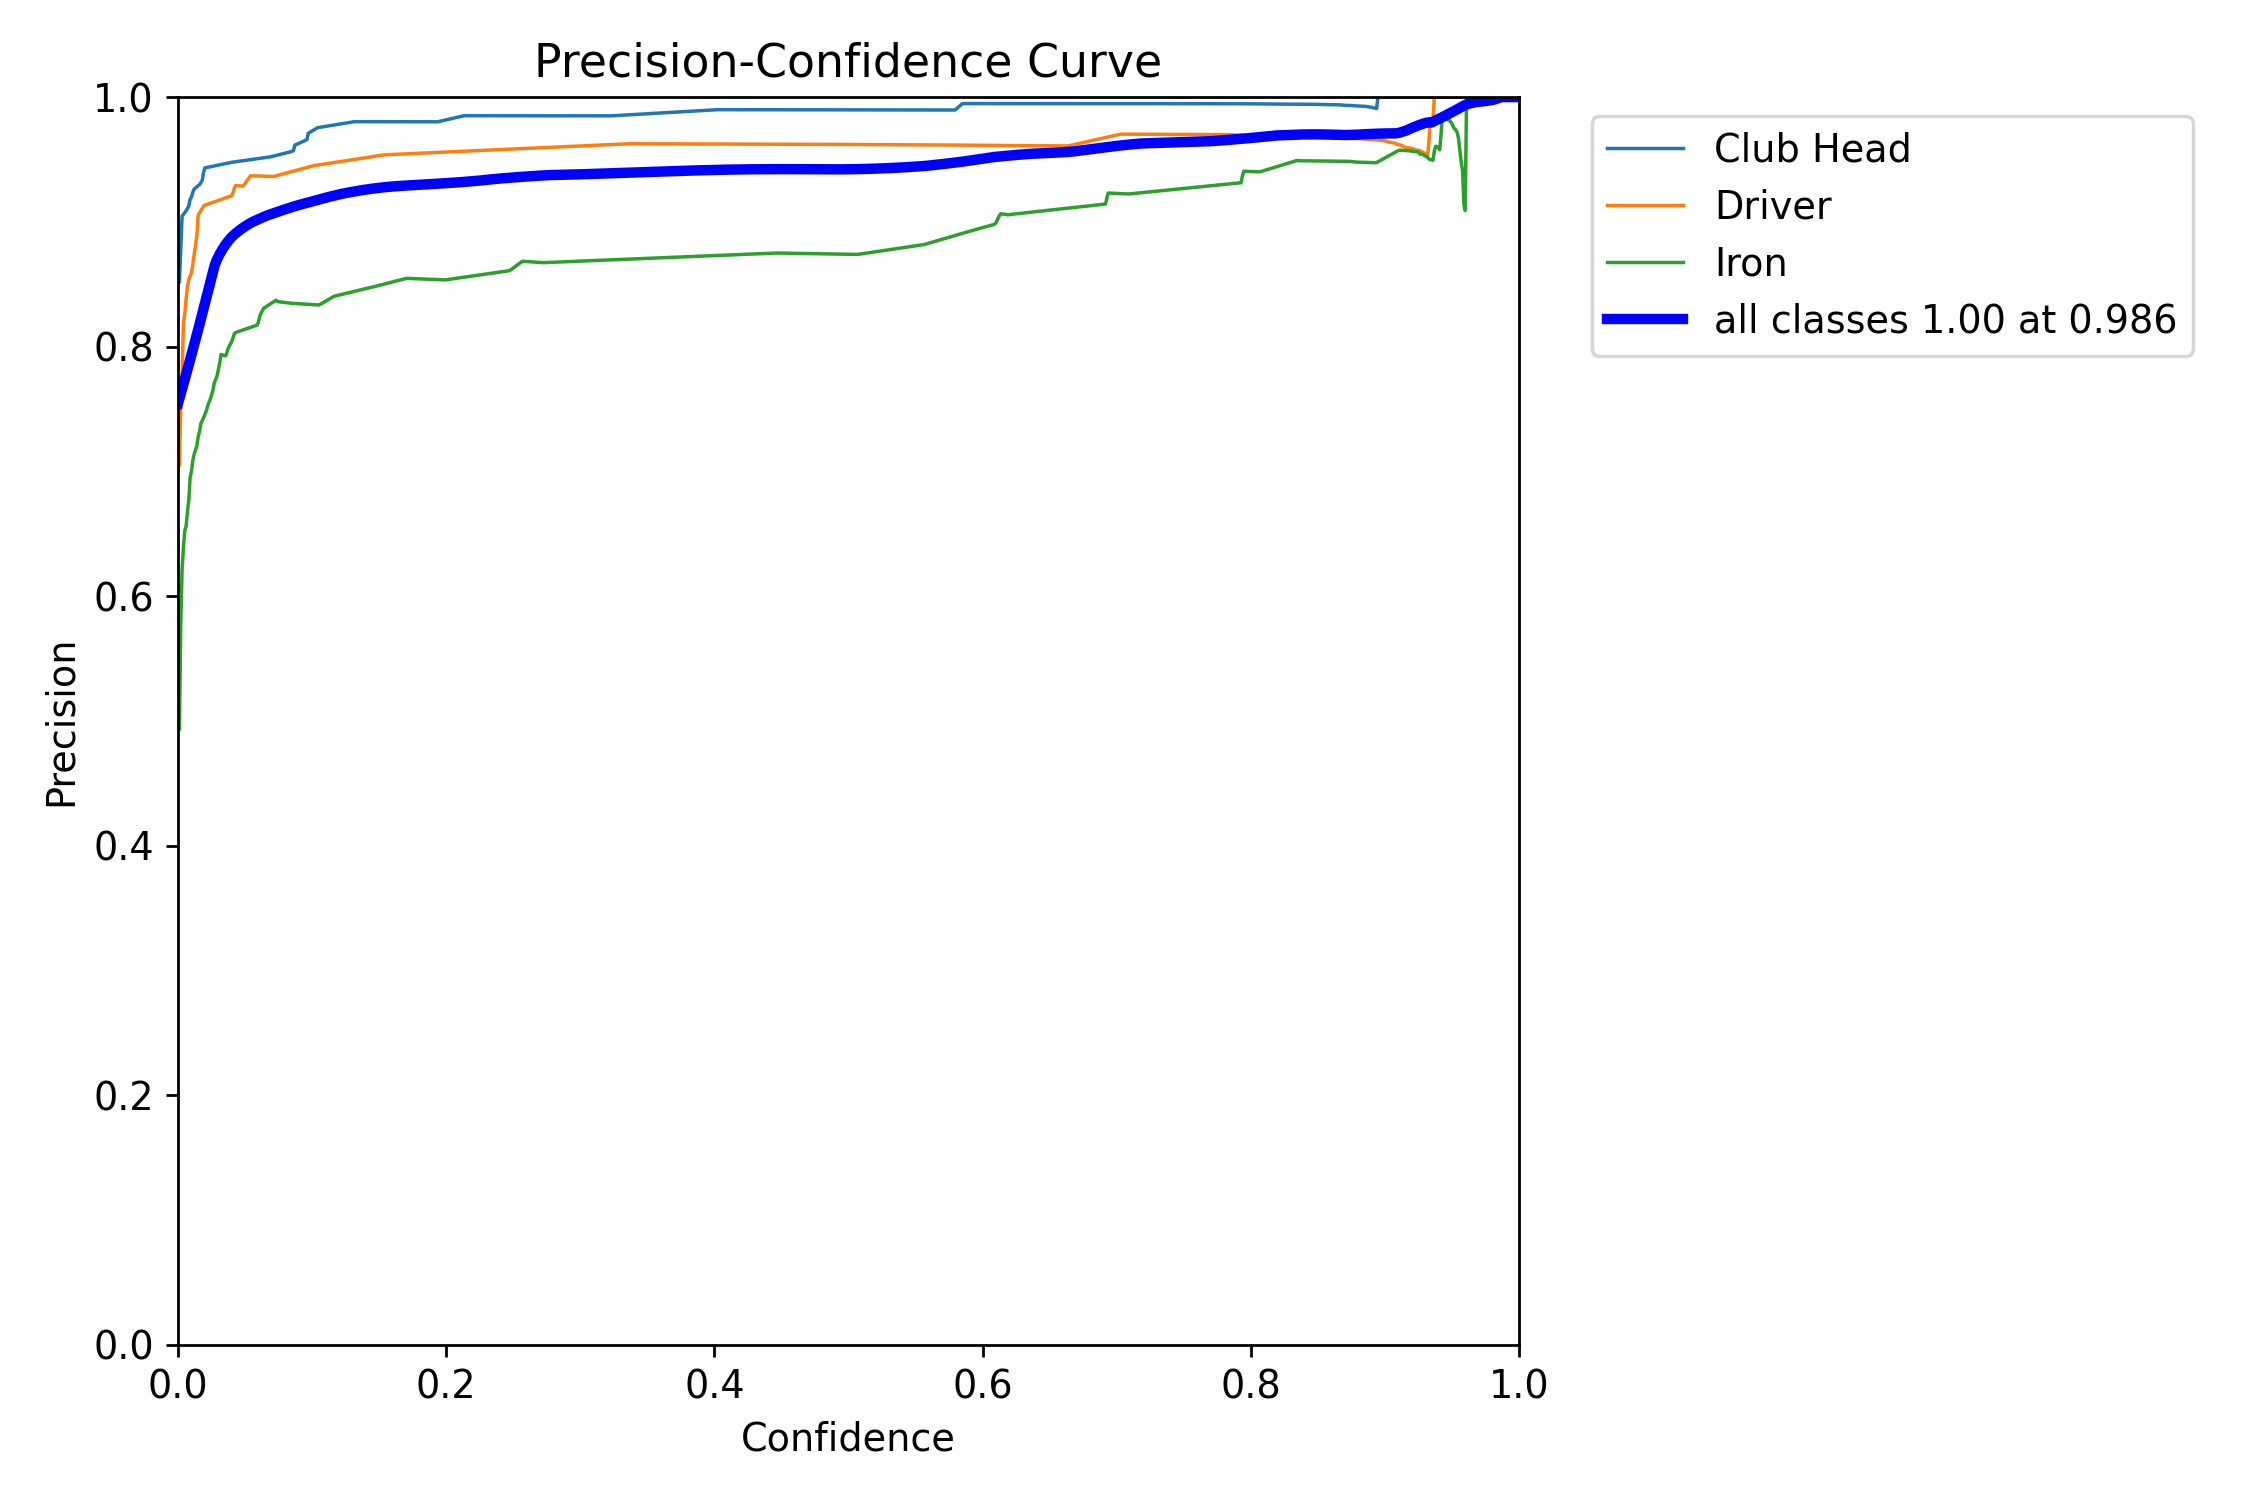 Precision-Confidence Curve
1.0
0.8
0.6
0.4
0.2
0.0
Precision
0.0 0.2 0.4 0.6 0.8 1.0
Confidence
Club Head
Driver
Iron
all classes 1.00 at 0.986